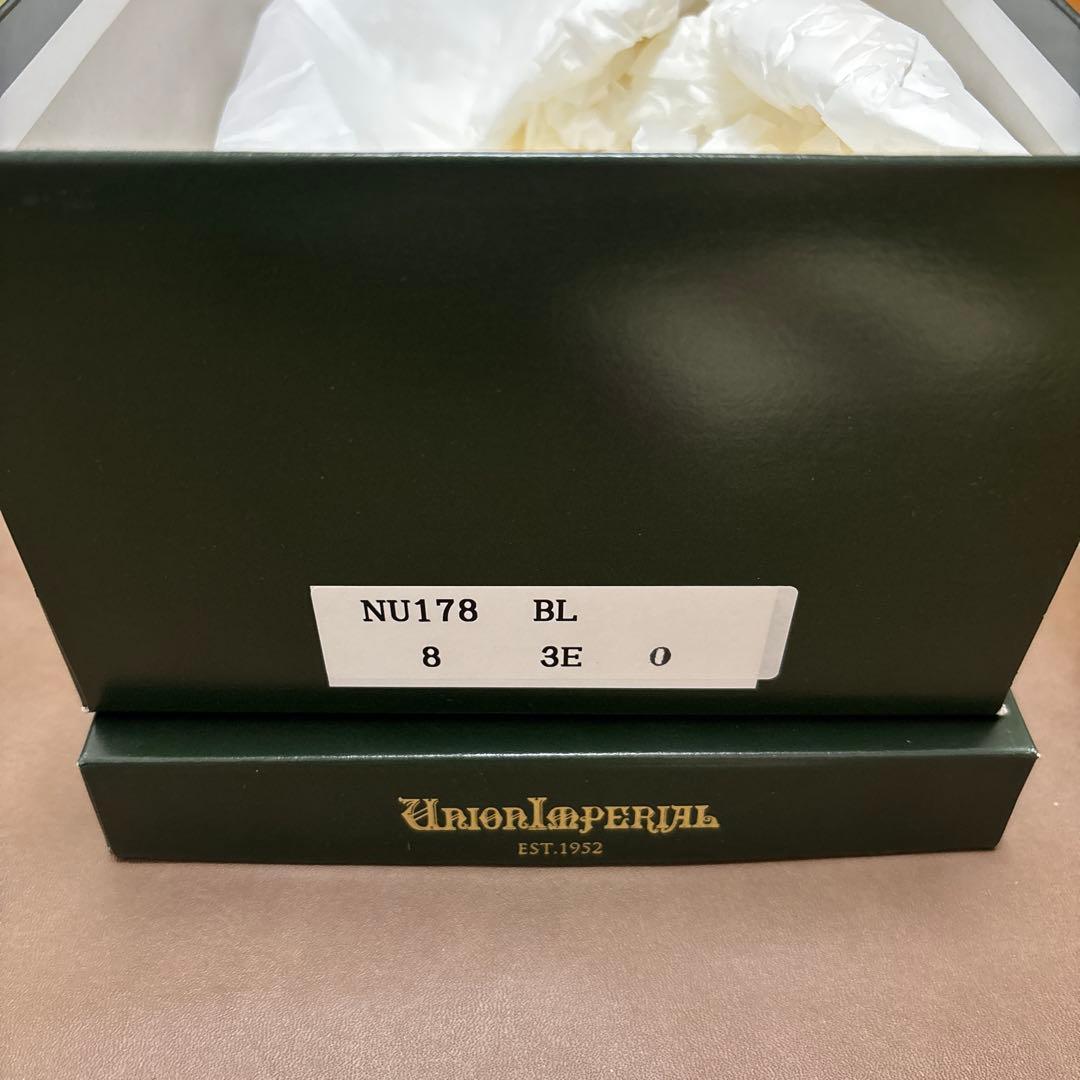 NU178 BL
8 3E 0
UNIONIMPERIAL
EST.1952